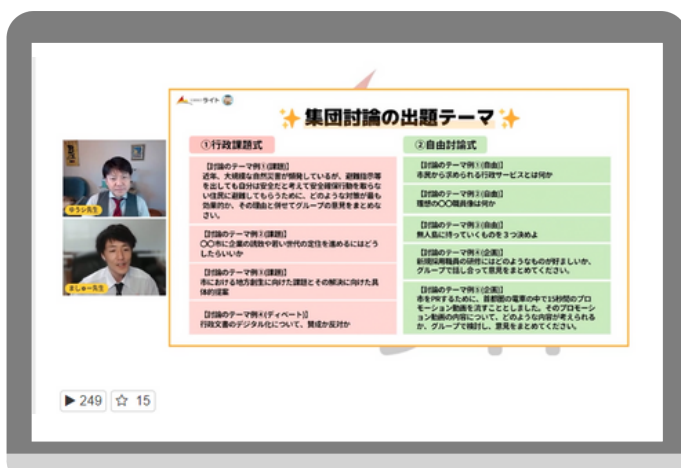 ライト
集団討論の出題テーマ
①行政課題式
【討論のテーマ例①(課題)】
近年、大規模な自然災害が頻発しているが、避難指示等
を出しても自分は安全だと考えて安全確保行動を取らな
い住民に避難してもらうために、どのような対策が最も
効果的か、その理由と併せてグループの意見をまとめな
さい。
【討論のテーマ例②(課題)】
〇〇市に企業の誘致や若い世代の定住を進めるにはどう
したらいいか
【討論のテーマ例③(課題)】
市における地方創生に向けた課題とその解決に向けた具
体的提案
【討論のテーマ例④(ディベート)】
行政文書のデジタル化について、賛成か反対か
②自由討論式
【討論のテーマ例①(自由)】
市民から求められる行政サービスとは何か
【討論のテーマ例②(自由)】
理想の〇〇職員像は何か
【討論のテーマ例③(自由)】
無人島に持っていくものを3つ決めよ
【討論のテーマ例④(企画)】
新規採用職員の研修にはどのようなものが好ましいか、
グループで話し合って意見をまとめてください。
【討論のテーマ例⑤(企画)】
市をPRするために、首都圏の電車の中で15秒間のプロ
モーション動画を流すこととしました。そのプロモーシ
ョン動画の内容について、どのような内容が考えられる
か、グループで検討し、意見をまとめてください。
ゆうシ先生
ましゅー先生
249
15